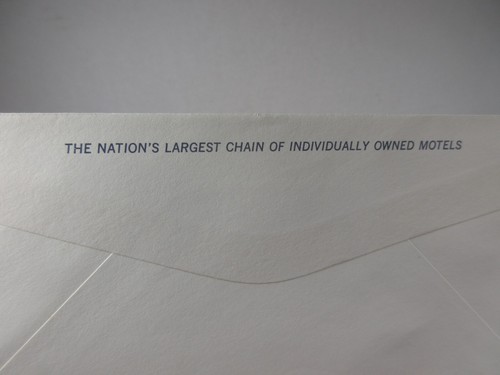 THE NATION'S LARGEST CHAIN OF INDIVIDUALLY OWNED MOTELS